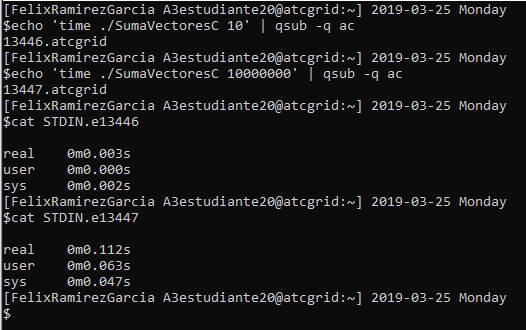 [FelixRamirezGarcia A3estudiante20@atcgrid:~] 2019-03-25 Monday
$echo 'time ./SumaVectoresC 10' | qsub -q ac
13446.atcgrid
[FelixRamirezGarcia A3estudiante20@atcgrid:~] 2019-03-25 Monday
$echo 'time ./SumaVectoresC 10000000' | qsub -q ac
13447.atcgrid
[FelixRamirezGarcia A3estudiante20@atcgrid:~] 2019-03-25 Monday
$cat STDIN.e13446
real    0m0.003s
user    0m0.000s
sys     0m0.002s
[FelixRamirezGarcia A3estudiante20@atcgrid:~] 2019-03-25 Monday
$cat STDIN.e13447
real    0m0.112s
user    0m0.063s
sys     0m0.047s
[FelixRamirezGarcia A3estudiante20@atcgrid:~] 2019-03-25 Monday
$